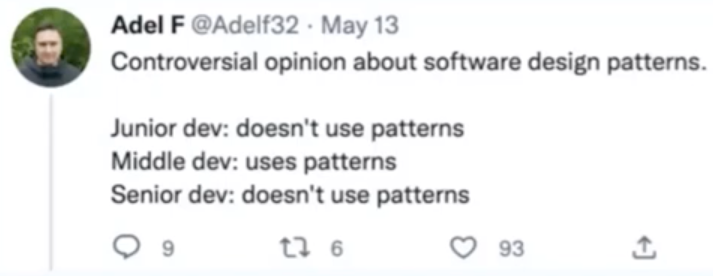 Adel F @Adelf32 · May 13
Controversial opinion about software design patterns.
Junior dev: doesn't use patterns
Middle dev: uses patterns
Senior dev: doesn't use patterns
9 6 93